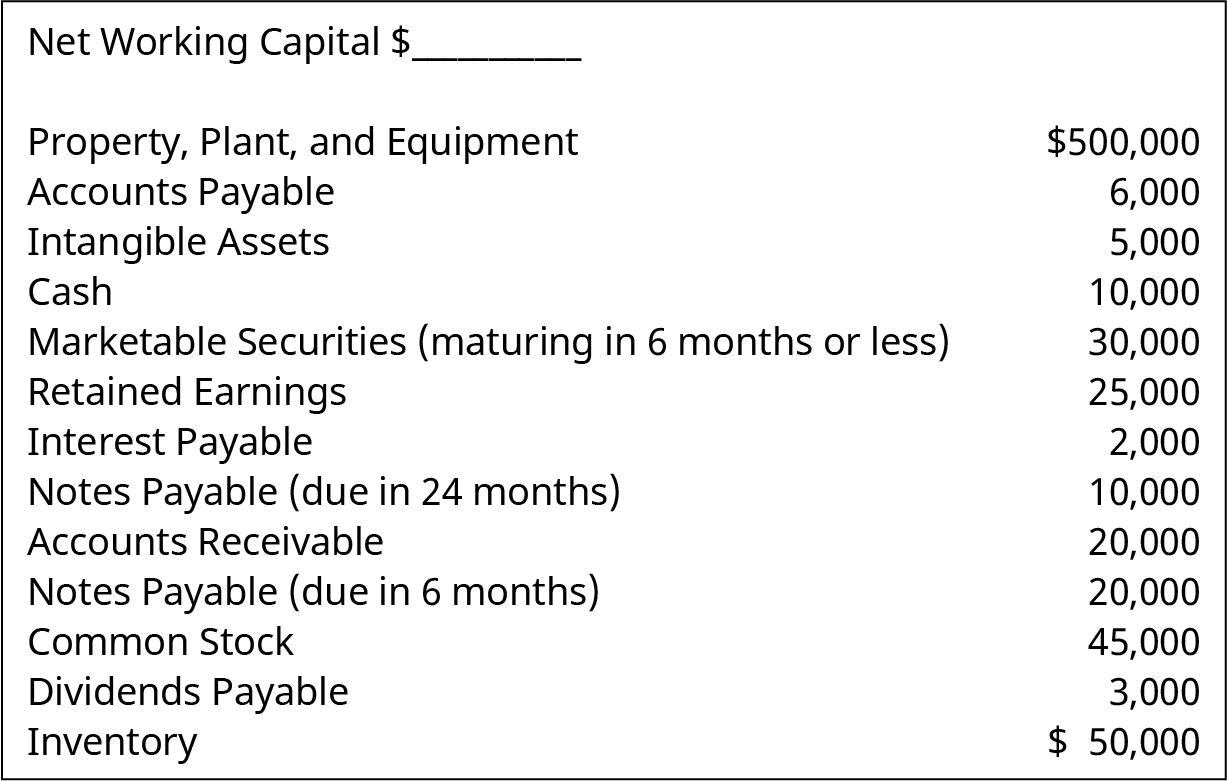 Net Working Capital $__________
Property, Plant, and Equipment $500,000
Accounts Payable 6,000
Intangible Assets 5,000
Cash 10,000
Marketable Securities (maturing in 6 months or less) 30,000
Retained Earnings 25,000
Interest Payable 2,000
Notes Payable (due in 24 months) 10,000
Accounts Receivable 20,000
Notes Payable (due in 6 months) 20,000
Common Stock 45,000
Dividends Payable 3,000
Inventory $ 50,000